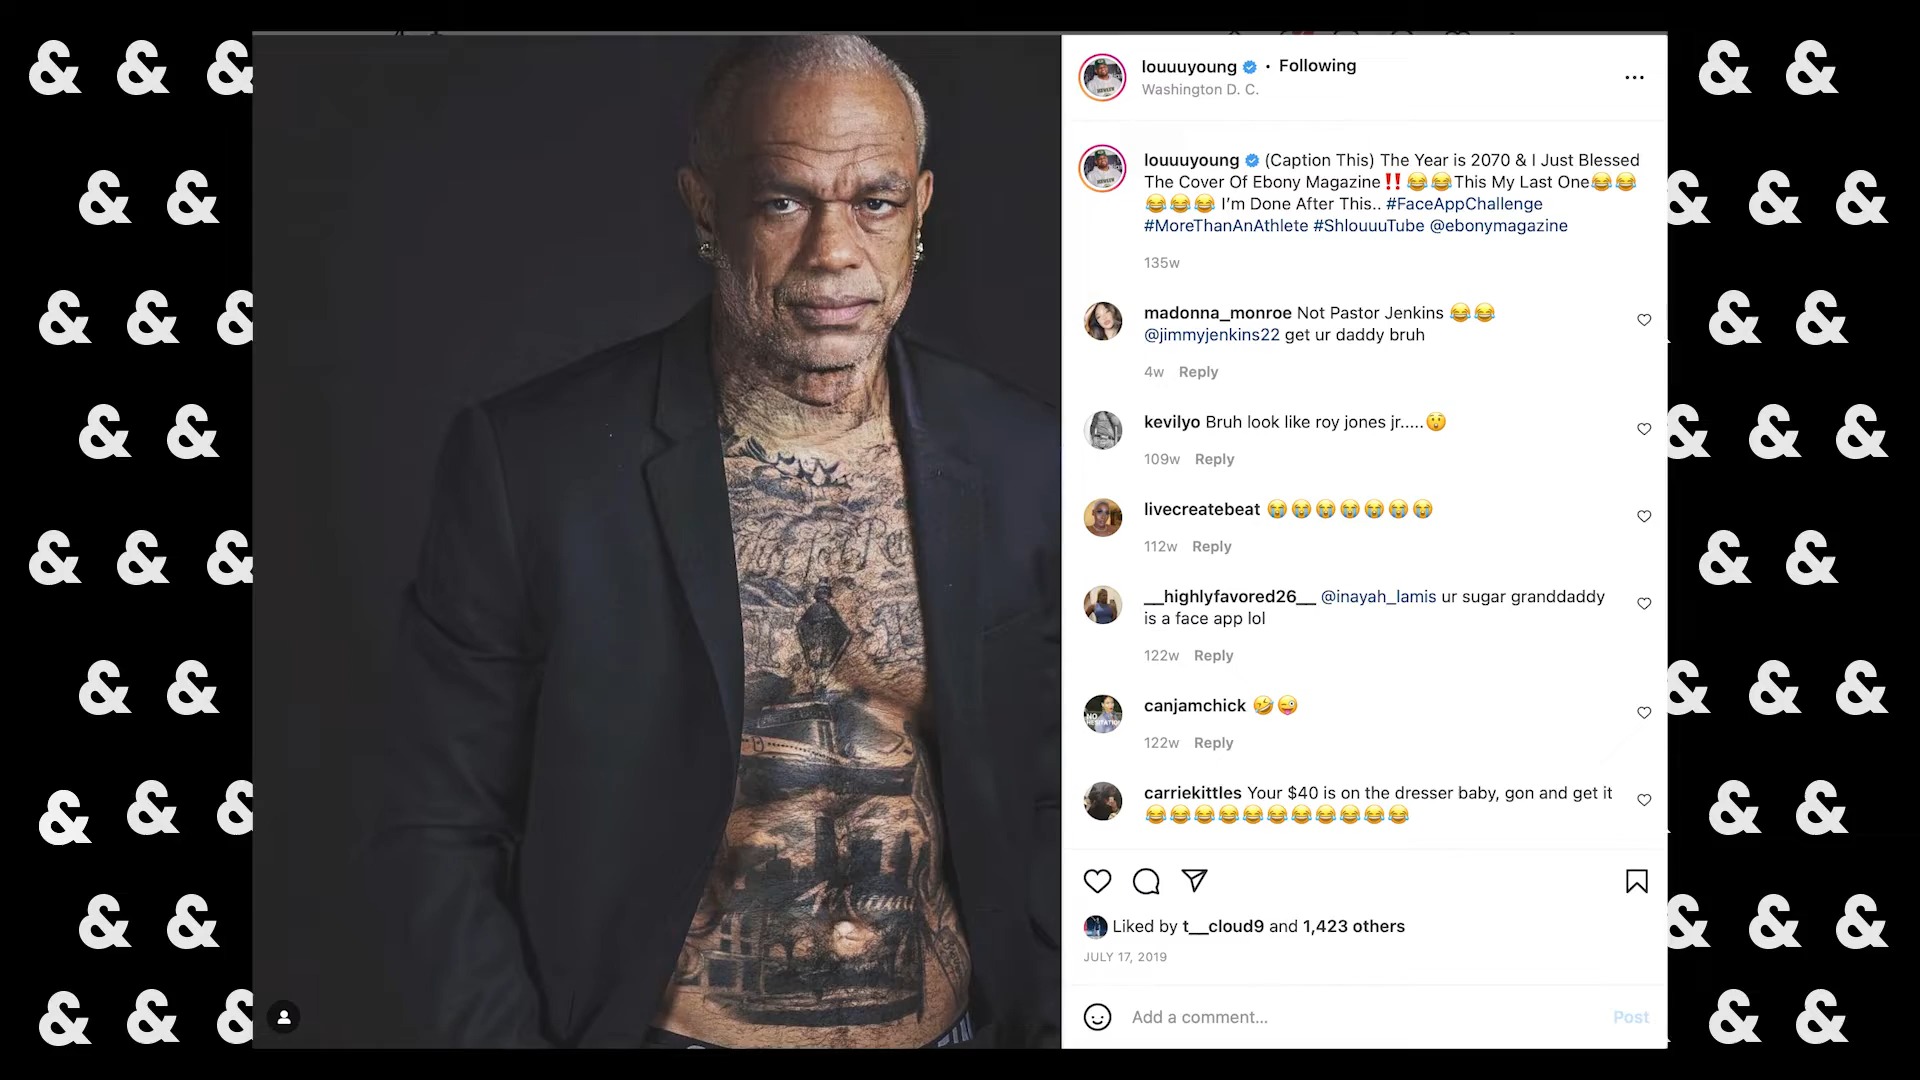 louuuyoung • Following
Washington D. C.
louuuyoung (Caption This) The Year is 2070 & I Just Blessed
The Cover Of Ebony Magazine‼️😂😂This My Last One😂😂
😂😂😂 I'm Done After This.. #FaceAppChallenge
#MoreThanAnAthlete #ShlouuuTube @ebonymagazine
135w
madonna_monroe Not Pastor Jenkins 😂😂
@jimmyjenkins22 get ur daddy bruh
4w Reply
kevilyo Bruh look like roy jones jr.....😲
109w Reply
livecreatebeat 😭😭😭😭😭😭😭
112w Reply
__highlyfavored26__ @inayah_lamis ur sugar granddaddy
is a face app lol
122w Reply
canjamchick 🤣😜
122w Reply
carriekittles Your $40 is on the dresser baby, gon and get it
😂😂😂😂😂😂😂😂😂😂😂
Liked by t__cloud9 and 1,423 others
JULY 17, 2019
Add a comment...
Post
Miami
& & &
& &
& & &
& &
& & &
& &
& & &
& &
& & &
& &
& & &
& &
& & &
& &
& & &
& &
& & &
& &